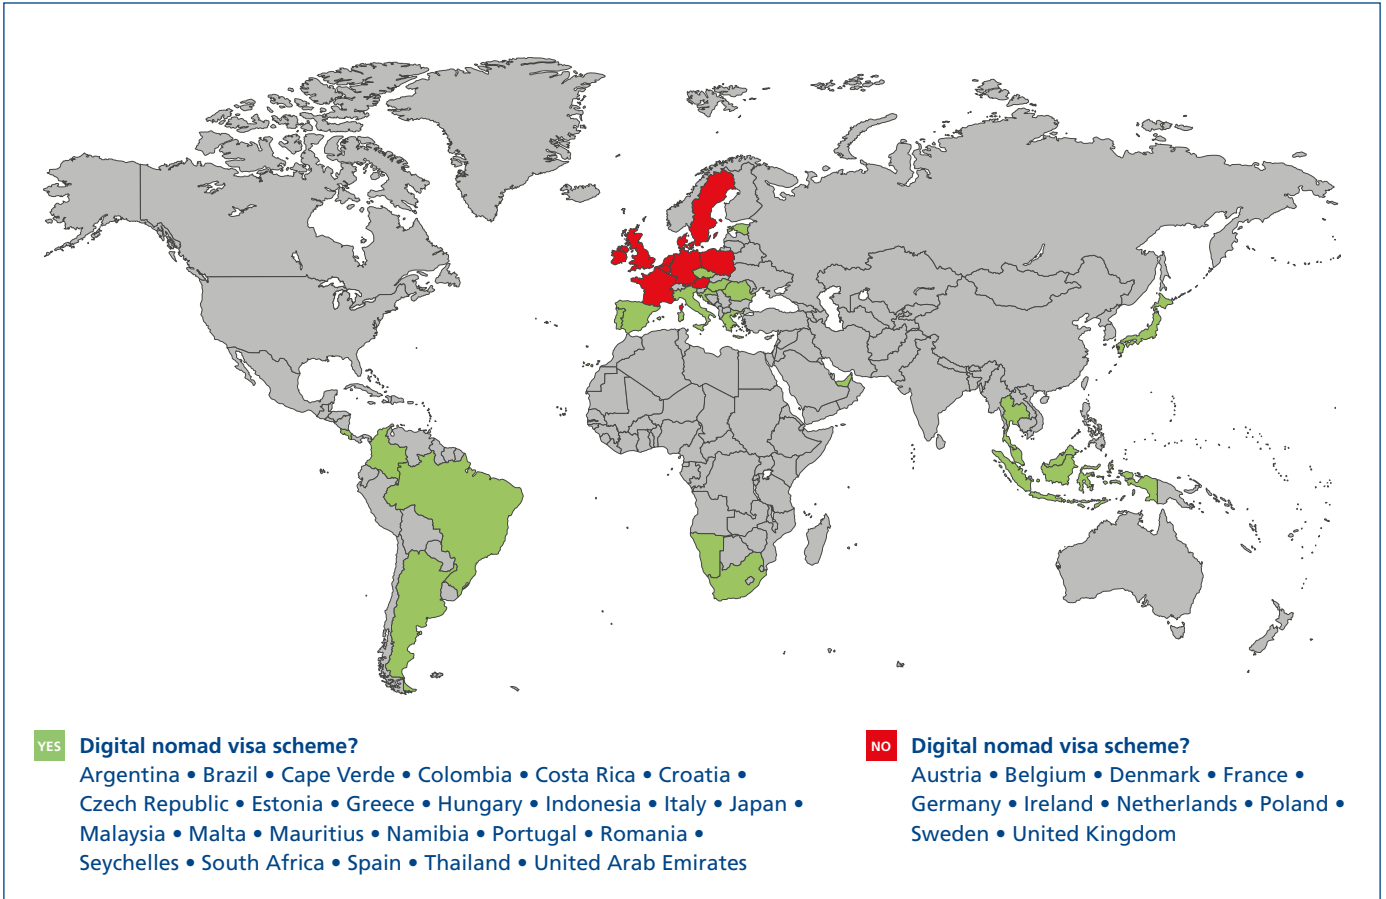 YES Digital nomad visa scheme?
Argentina • Brazil • Cape Verde • Colombia • Costa Rica • Croatia •
Czech Republic • Estonia • Greece • Hungary • Indonesia • Italy • Japan •
Malaysia • Malta • Mauritius • Namibia • Portugal • Romania •
Seychelles • South Africa • Spain • Thailand • United Arab Emirates
NO Digital nomad visa scheme?
Austria • Belgium • Denmark • France •
Germany • Ireland • Netherlands • Poland •
Sweden • United Kingdom